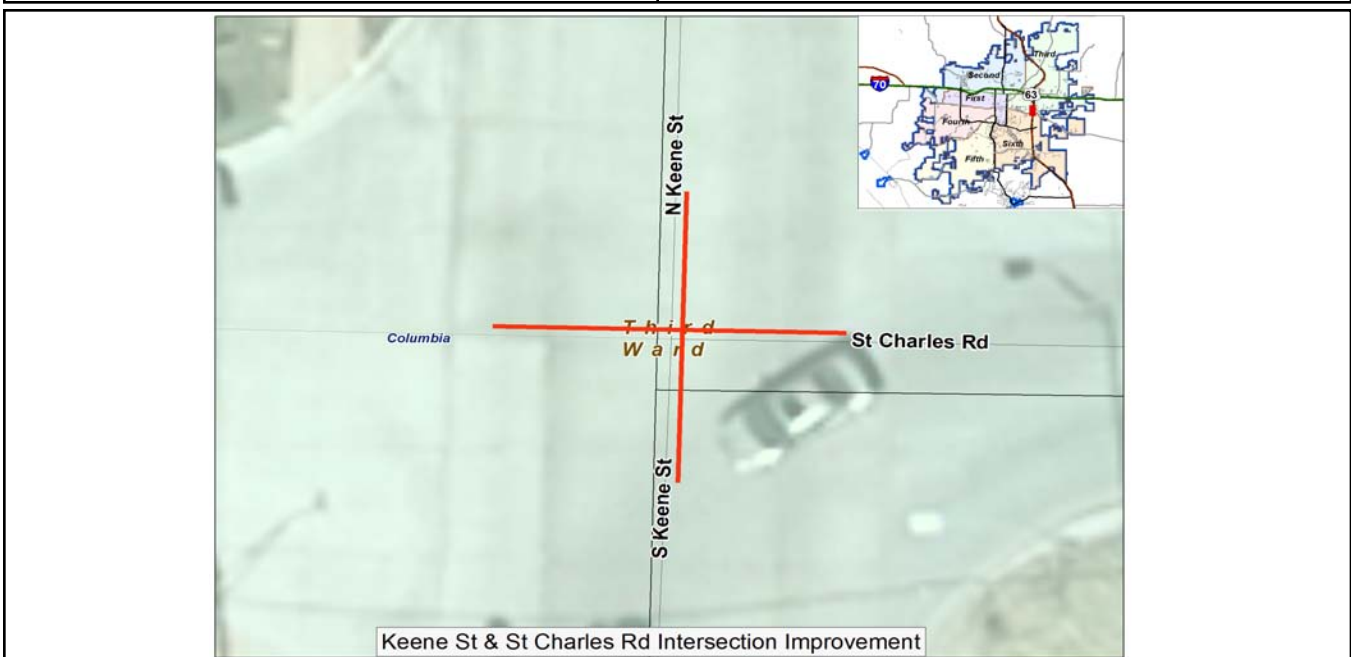 Third
Second
70
63
First
Fourth
Sixth
Fifth
N Keene St
Third
Ward
Columbia
St Charles Rd
S Keene St
Keene St & St Charles Rd Intersection Improvement